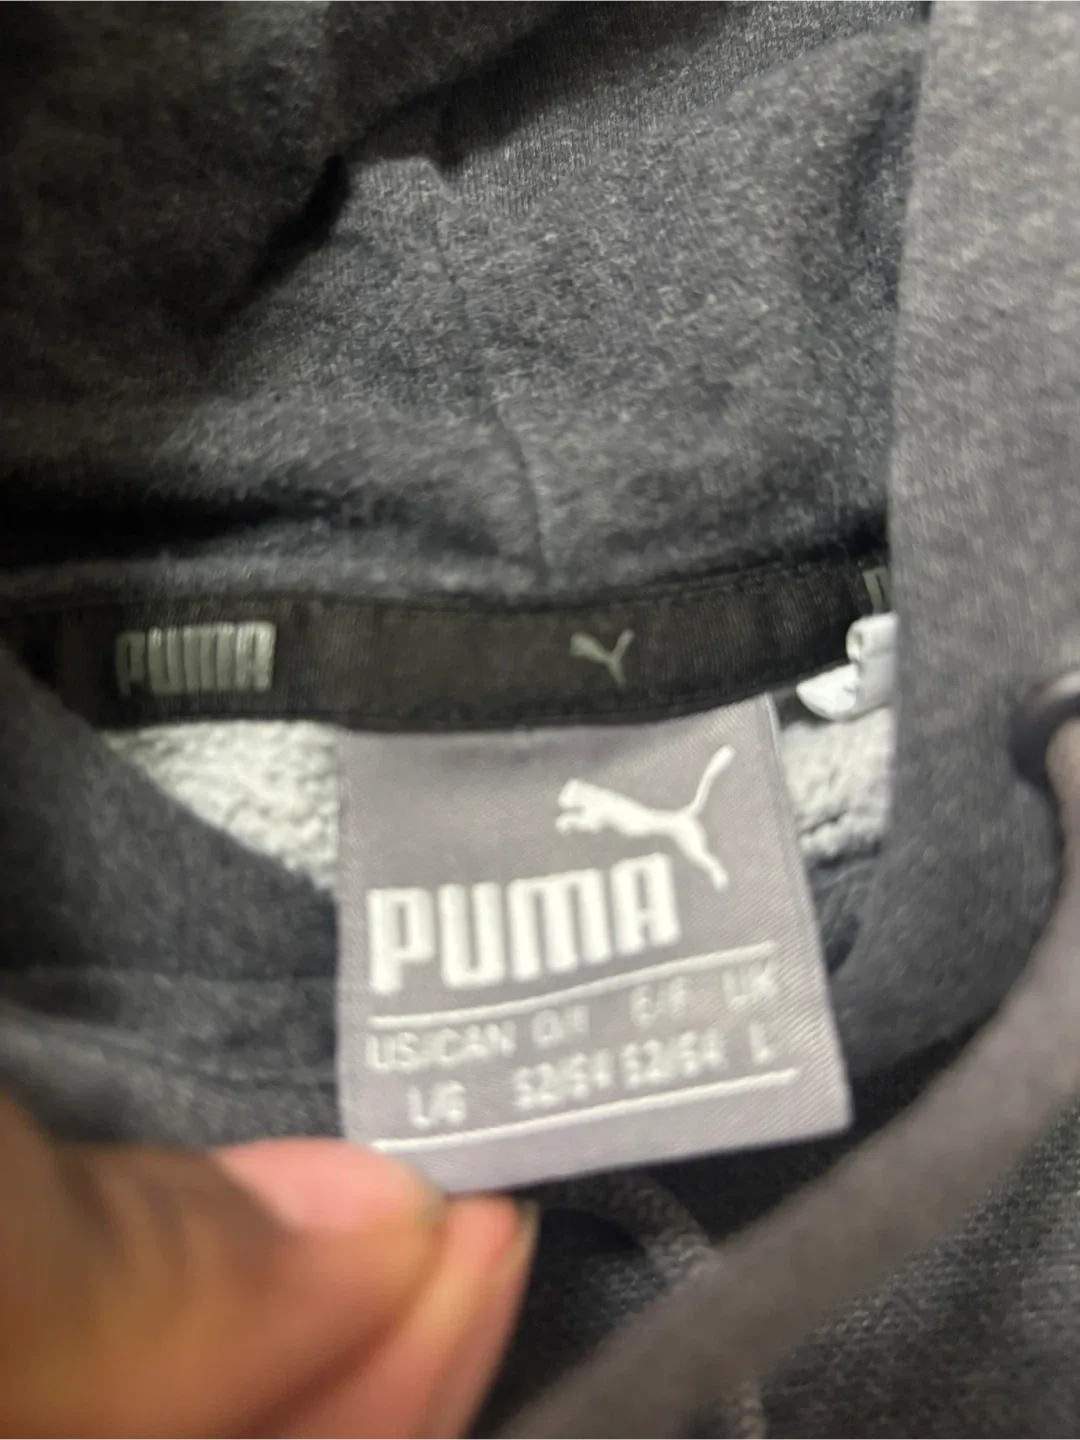 PUMA
PUMA
US/CAN D/I E/F UK
L/G 52/54 52/54 L